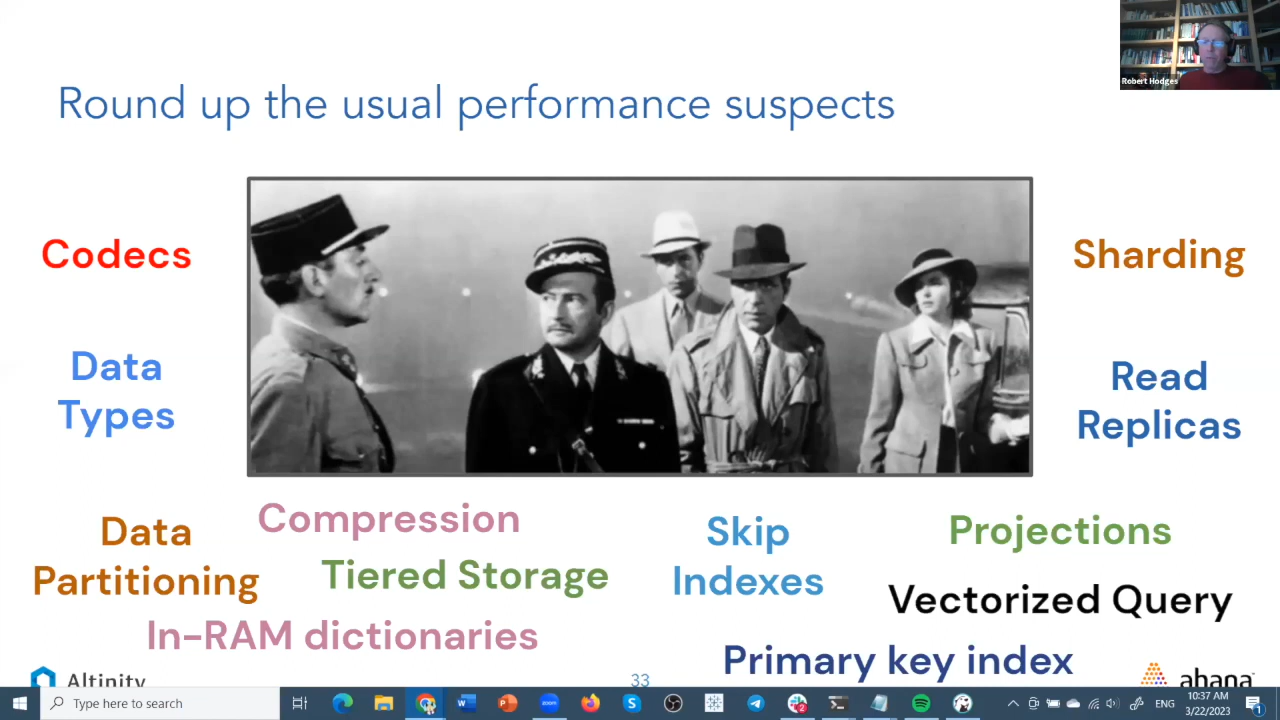 Robert Hodges
Round up the usual performance suspects
Codecs
Sharding
Data
Types
Read
Replicas
Compression
Data
Partitioning
Tiered Storage
In-RAM dictionaries
Skip
Indexes
Projections
Vectorized Query
Primary key index
Altinity
33
ahana
Type here to search
ENG
10:37 AM
3/22/2023